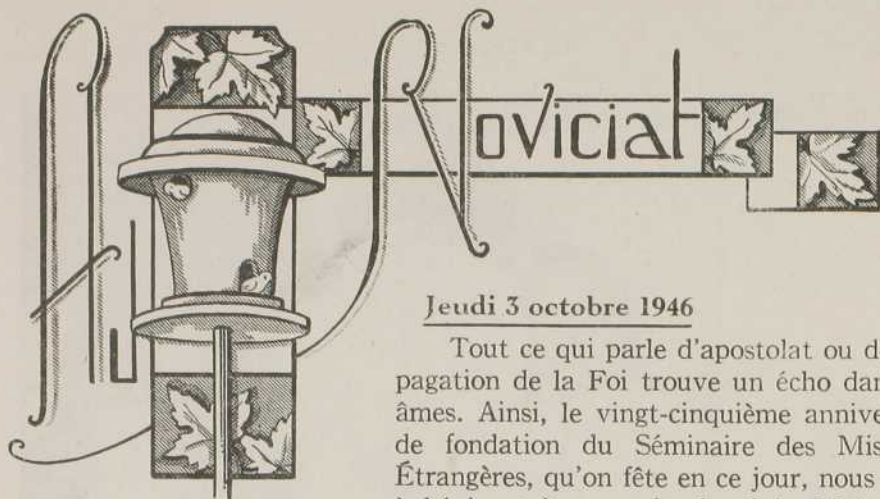 Au Noviciat
Jeudi 3 octobre 1946
Tout ce qui parle d'apostolat ou d
pagation de la Foi trouve un écho dan
âmes. Ainsi, le vingt-cinquième annive
de fondation du Séminaire des Mis
Étrangères, qu'on fête en ce jour, nous